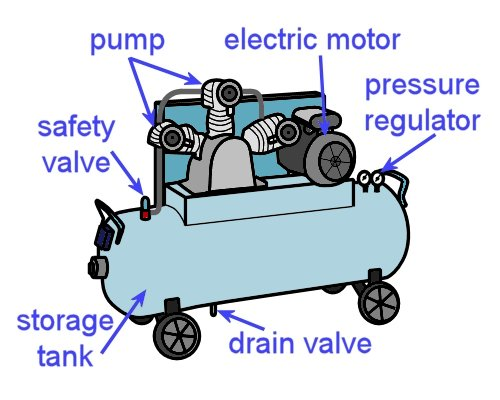 pump
electric motor
pressure
regulator
safety
valve
storage
tank
drain valve